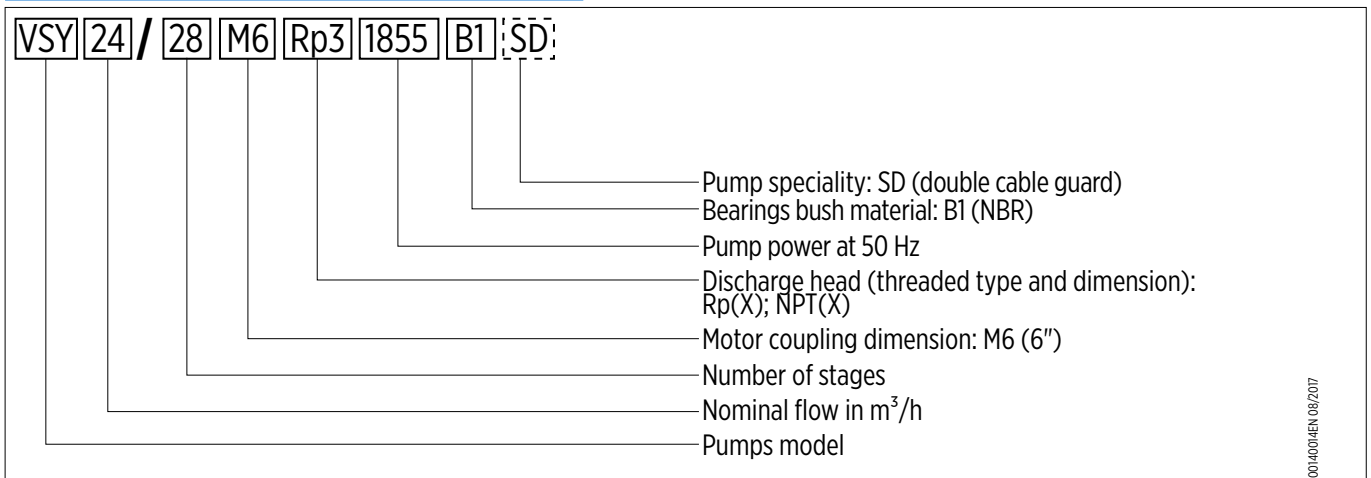 VSY 24 / 28 M6 Rp3 1855 B1 SD
Pump speciality: SD (double cable guard)
Bearings bush material: B1 (NBR)
Pump power at 50 Hz
Discharge head (threaded type and dimension):
Rp(X); NPT(X)
Motor coupling dimension: M6 (6")
Number of stages
Nominal flow in m³/h
Pumps model
00140014EN 08/2017